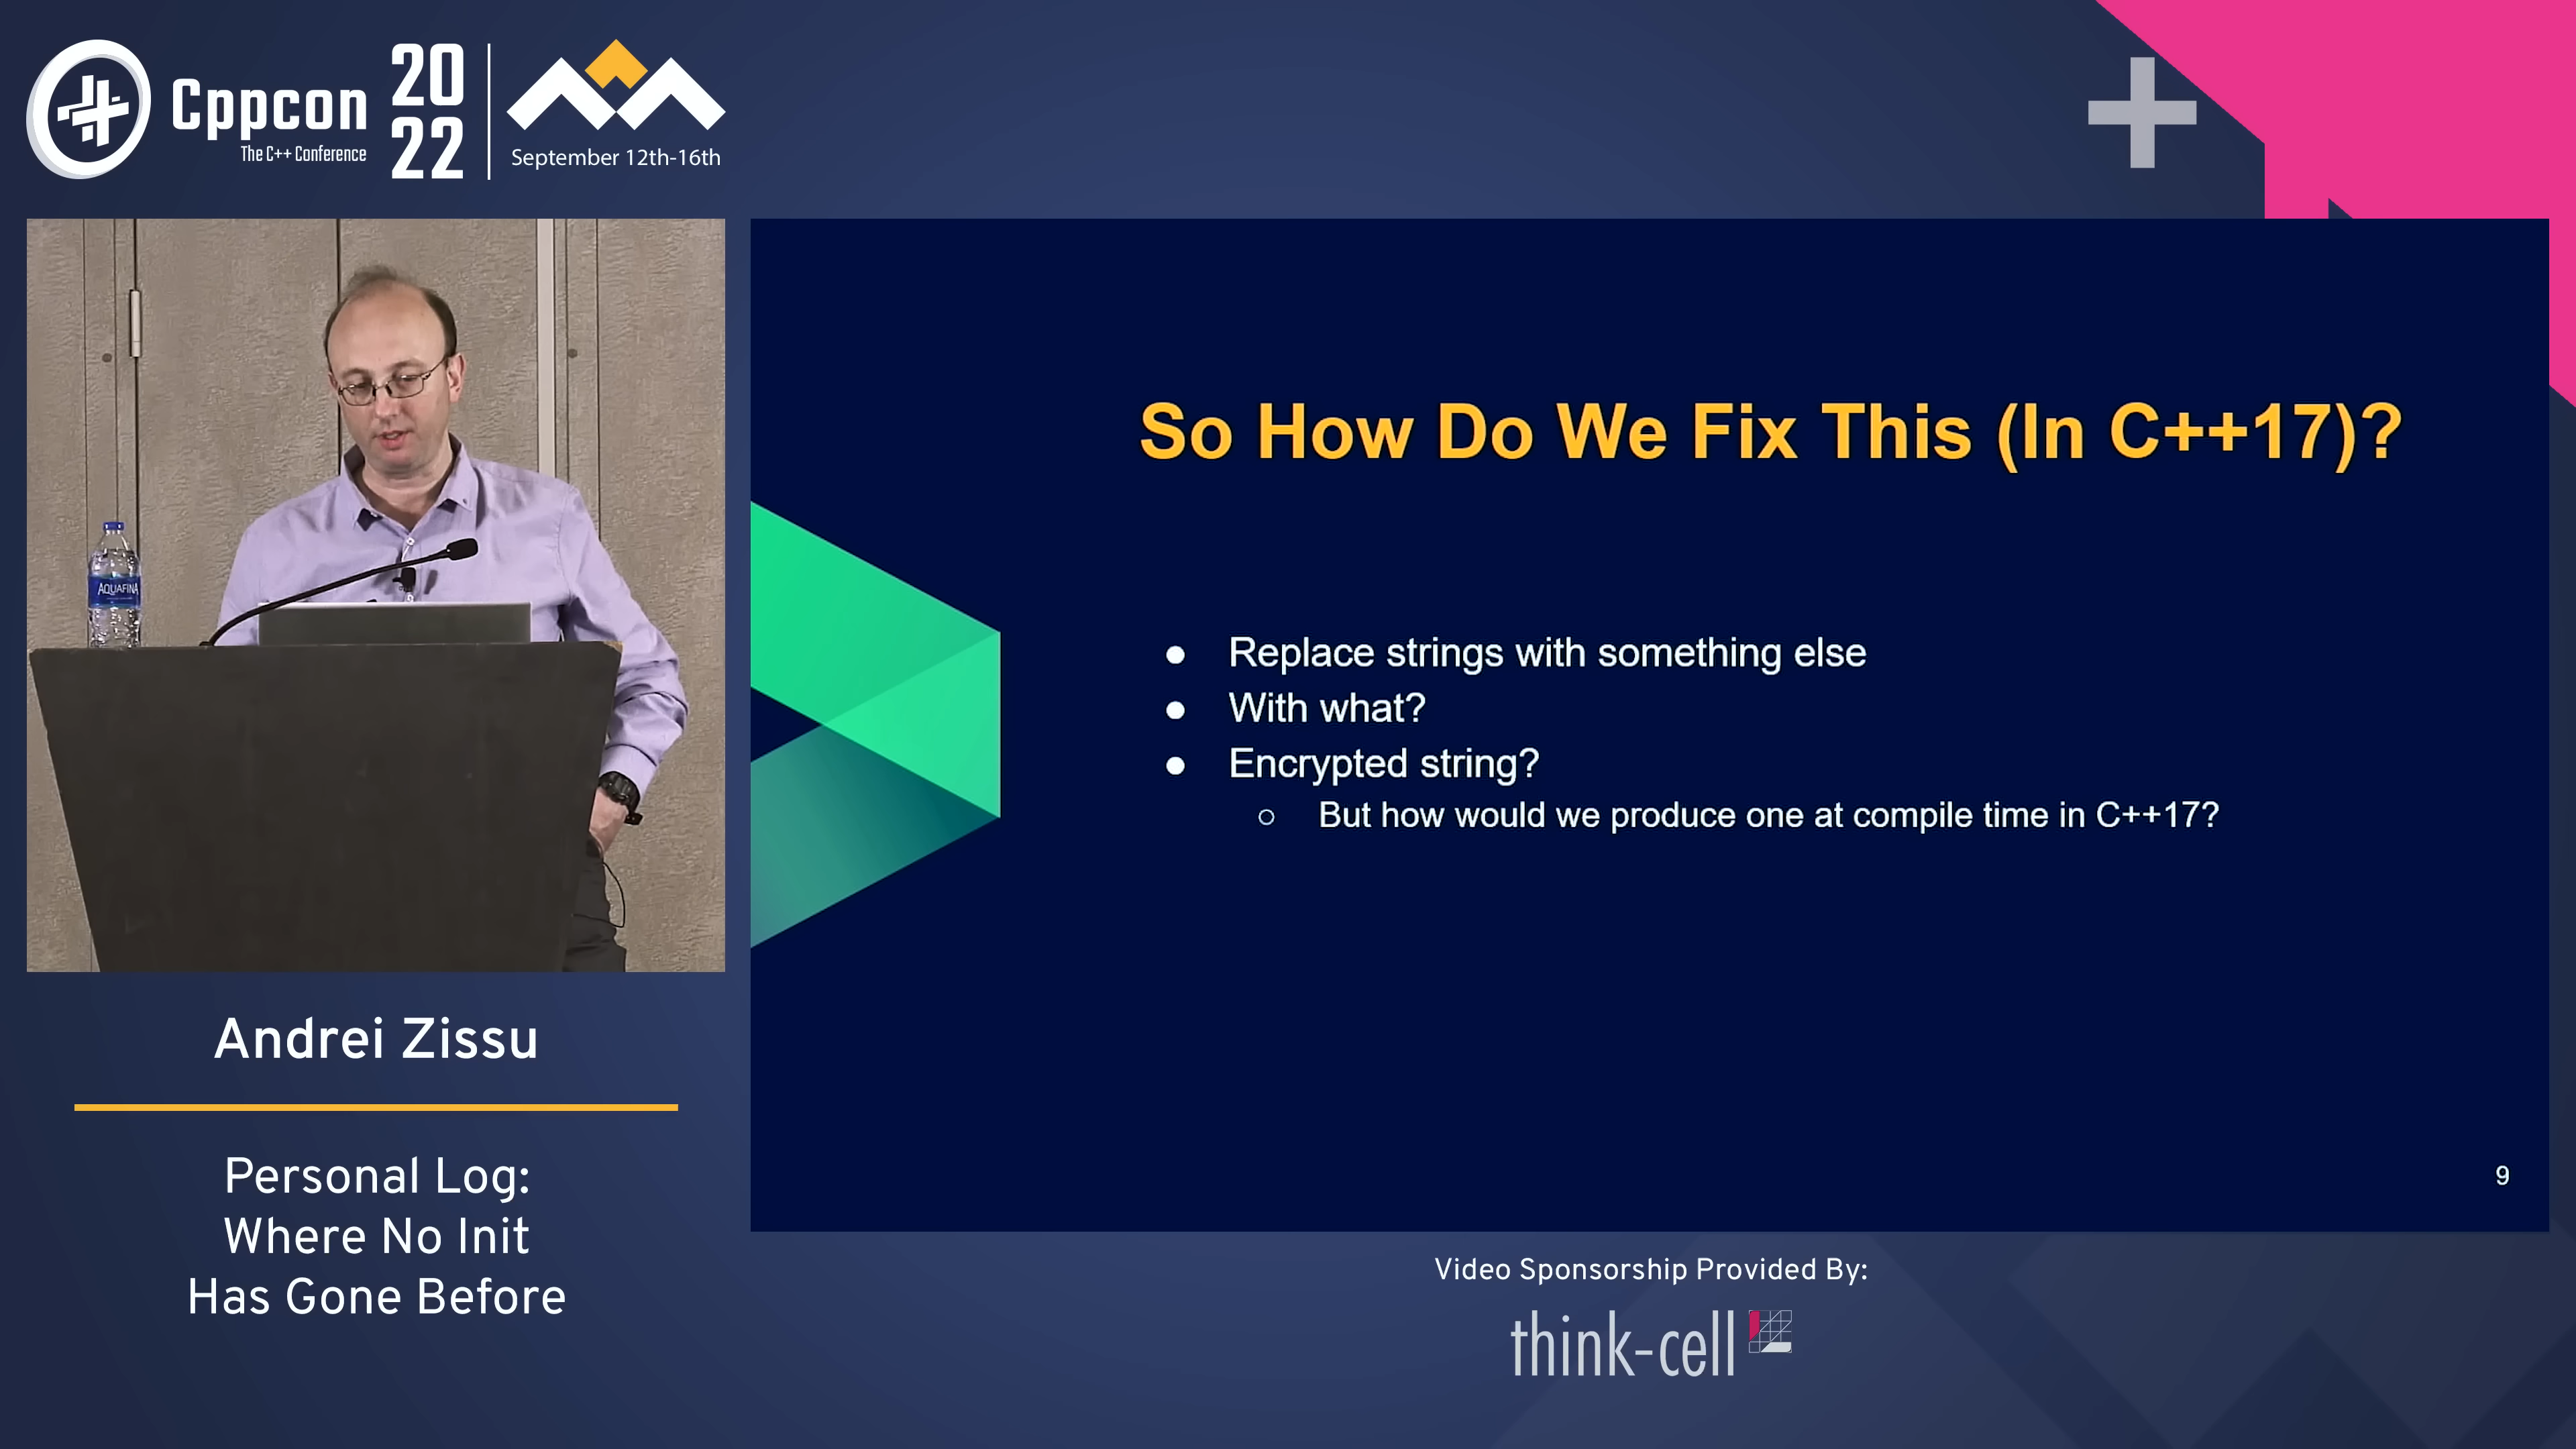 Cppcon
The C++ Conference
20
22
September 12th-16th
AQUAFINA
So How Do We Fix This (In C++17)?
Replace strings with something else
With what?
Encrypted string?
But how would we produce one at compile time in C++17?
9
Andrei Zissu
Personal Log:
Where No Init
Has Gone Before
Video Sponsorship Provided By:
think-cell